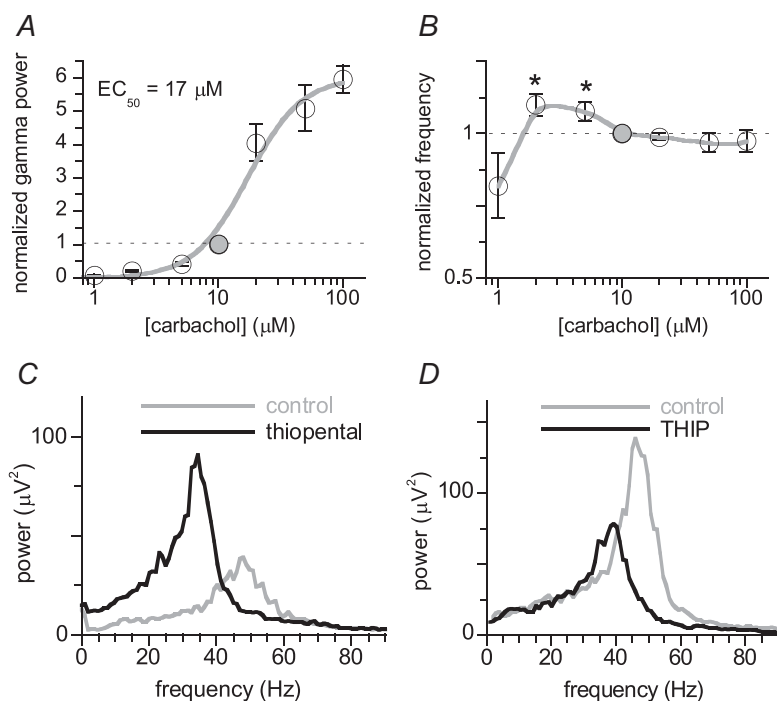 A
normalized gamma power
EC50 = 17 μM
6
5
4
3
2
1
0
1
10
100
[carbachol] (μM)
B
normalized frequency
*
*
1
0.5
1
10
100
[carbachol] (μM)
C
control
thiopental
power (μV²)
100
0
0
20
40
60
80
frequency (Hz)
D
control
THIP
power (μV²)
100
0
0
20
40
60
80
frequency (Hz)